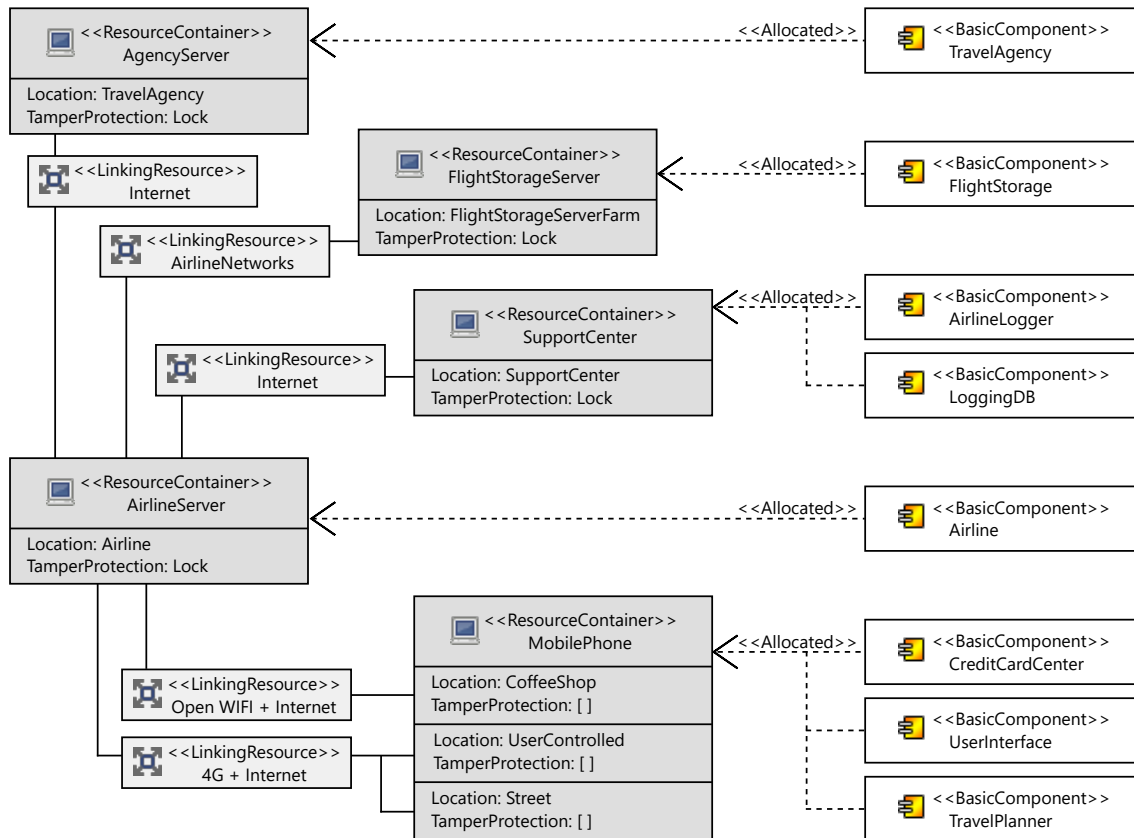 <<ResourceContainer>>
AgencyServer
Location: TravelAgency
TamperProtection: Lock
<<Allocated>>
<<BasicComponent>>
TravelAgency
<<LinkingResource>>
Internet
<<ResourceContainer>>
FlightStorageServer
Location: FlightStorageServerFarm
TamperProtection: Lock
<<Allocated>>
<<BasicComponent>>
FlightStorage
<<LinkingResource>>
AirlineNetworks
<<ResourceContainer>>
SupportCenter
Location: SupportCenter
TamperProtection: Lock
<<Allocated>>
<<BasicComponent>>
AirlineLogger
<<BasicComponent>>
LoggingDB
<<LinkingResource>>
Internet
<<ResourceContainer>>
AirlineServer
Location: Airline
TamperProtection: Lock
<<Allocated>>
<<BasicComponent>>
Airline
<<ResourceContainer>>
MobilePhone
Location: CoffeeShop
TamperProtection: [ ]
Location: UserControlled
TamperProtection: [ ]
Location: Street
TamperProtection: [ ]
<<Allocated>>
<<BasicComponent>>
CreditCardCenter
<<BasicComponent>>
UserInterface
<<BasicComponent>>
TravelPlanner
<<LinkingResource>>
Open WIFI + Internet
<<LinkingResource>>
4G + Internet